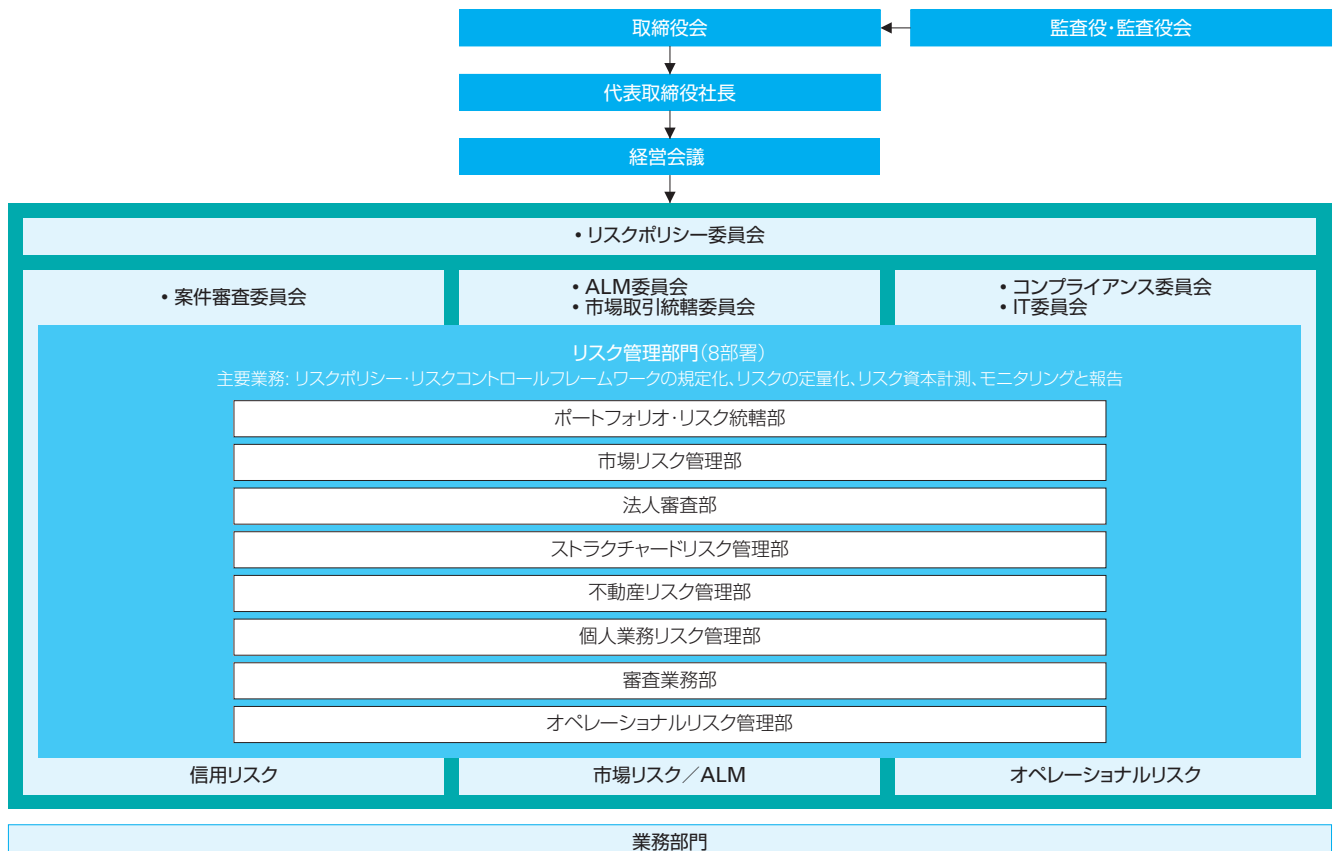 取締役会
監査役・監査役会
代表取締役社長
経営会議
・リスクポリシー委員会
・案件審査委員会
・ALM委員会
・市場取引統轄委員会
・コンプライアンス委員会
・IT委員会
リスク管理部門(8部署)
主要業務: リスクポリシー・リスクコントロールフレームワークの規定化、リスクの定量化、リスク資本計測、モニタリングと報告
ポートフォリオ・リスク統轄部
市場リスク管理部
法人審査部
ストラクチャードリスク管理部
不動産リスク管理部
個人業務リスク管理部
審査業務部
オペレーショナルリスク管理部
信用リスク
市場リスク／ALM
オペレーショナルリスク
業務部門